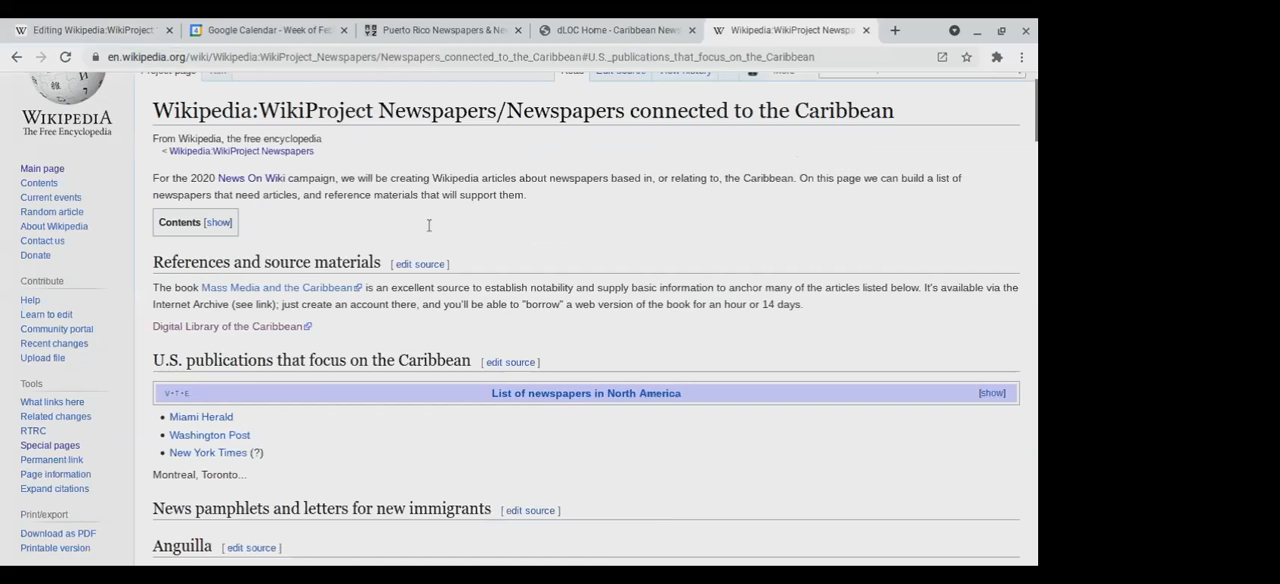 Editing Wikipedia:WikiProject
Google Calendar - Week of Feb
Puerto Rico Newspapers & Ne
dLOC Home - Caribbean News
Wikipedia:WikiProject Newspa
en.wikipedia.org/wiki/Wikipedia:WikiProject_Newspapers/Newspapers_connected_to_the_Caribbean#U.S._publications_that_focus_on_the_Caribbean
WIKIPEDIA
The Free Encyclopedia
Main page
Contents
Current events
Random article
About Wikipedia
Contact us
Donate
Contribute
Help
Learn to edit
Community portal
Recent changes
Upload file
Tools
What links here
Related changes
RTRC
Special pages
Permanent link
Page information
Expand citations
Print/export
Download as PDF
Printable version
Project page
Read Edit source View history More
Wikipedia:WikiProject Newspapers/Newspapers connected to the Caribbean
From Wikipedia, the free encyclopedia
< Wikipedia:WikiProject Newspapers
For the 2020 News On Wiki campaign, we will be creating Wikipedia articles about newspapers based in, or relating to, the Caribbean. On this page we can build a list of
newspapers that need articles, and reference materials that will support them.
Contents [show]
References and source materials [ edit source ]
The book Mass Media and the Caribbean is an excellent source to establish notability and supply basic information to anchor many of the articles listed below. It's available via the
Internet Archive (see link); just create an account there, and you'll be able to "borrow" a web version of the book for an hour or 14 days.
Digital Library of the Caribbean
U.S. publications that focus on the Caribbean [ edit source ]
V·T·E List of newspapers in North America [show]
• Miami Herald
• Washington Post
• New York Times (?)
Montreal, Toronto...
News pamphlets and letters for new immigrants [ edit source ]
Anguilla [ edit source ]